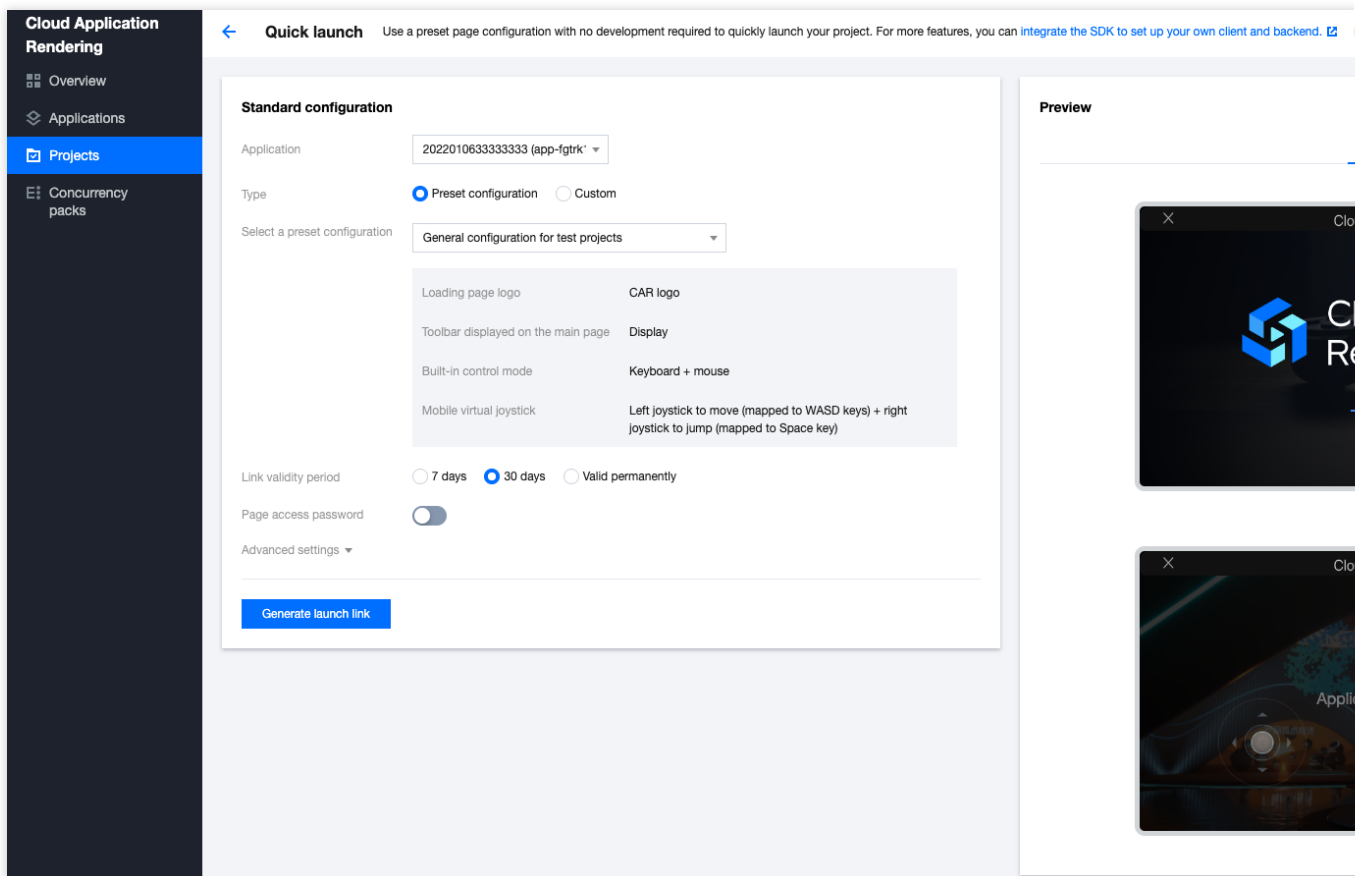 Cloud Application
Rendering
Overview
Applications
Projects
Concurrency
packs
Quick launch
Use a preset page configuration with no development required to quickly launch your project. For more features, you can integrate the SDK to set up your own client and backend.
Standard configuration
Application
2022010633333333 (app-fgtrk
Type
Preset configuration
Custom
Select a preset configuration
General configuration for test projects
Loading page logo
CAR logo
Toolbar displayed on the main page
Display
Built-in control mode
Keyboard + mouse
Mobile virtual joystick
Left joystick to move (mapped to WASD keys) + right
joystick to jump (mapped to Space key)
Link validity period
7 days
30 days
Valid permanently
Page access password
Advanced settings
Generate launch link
Preview